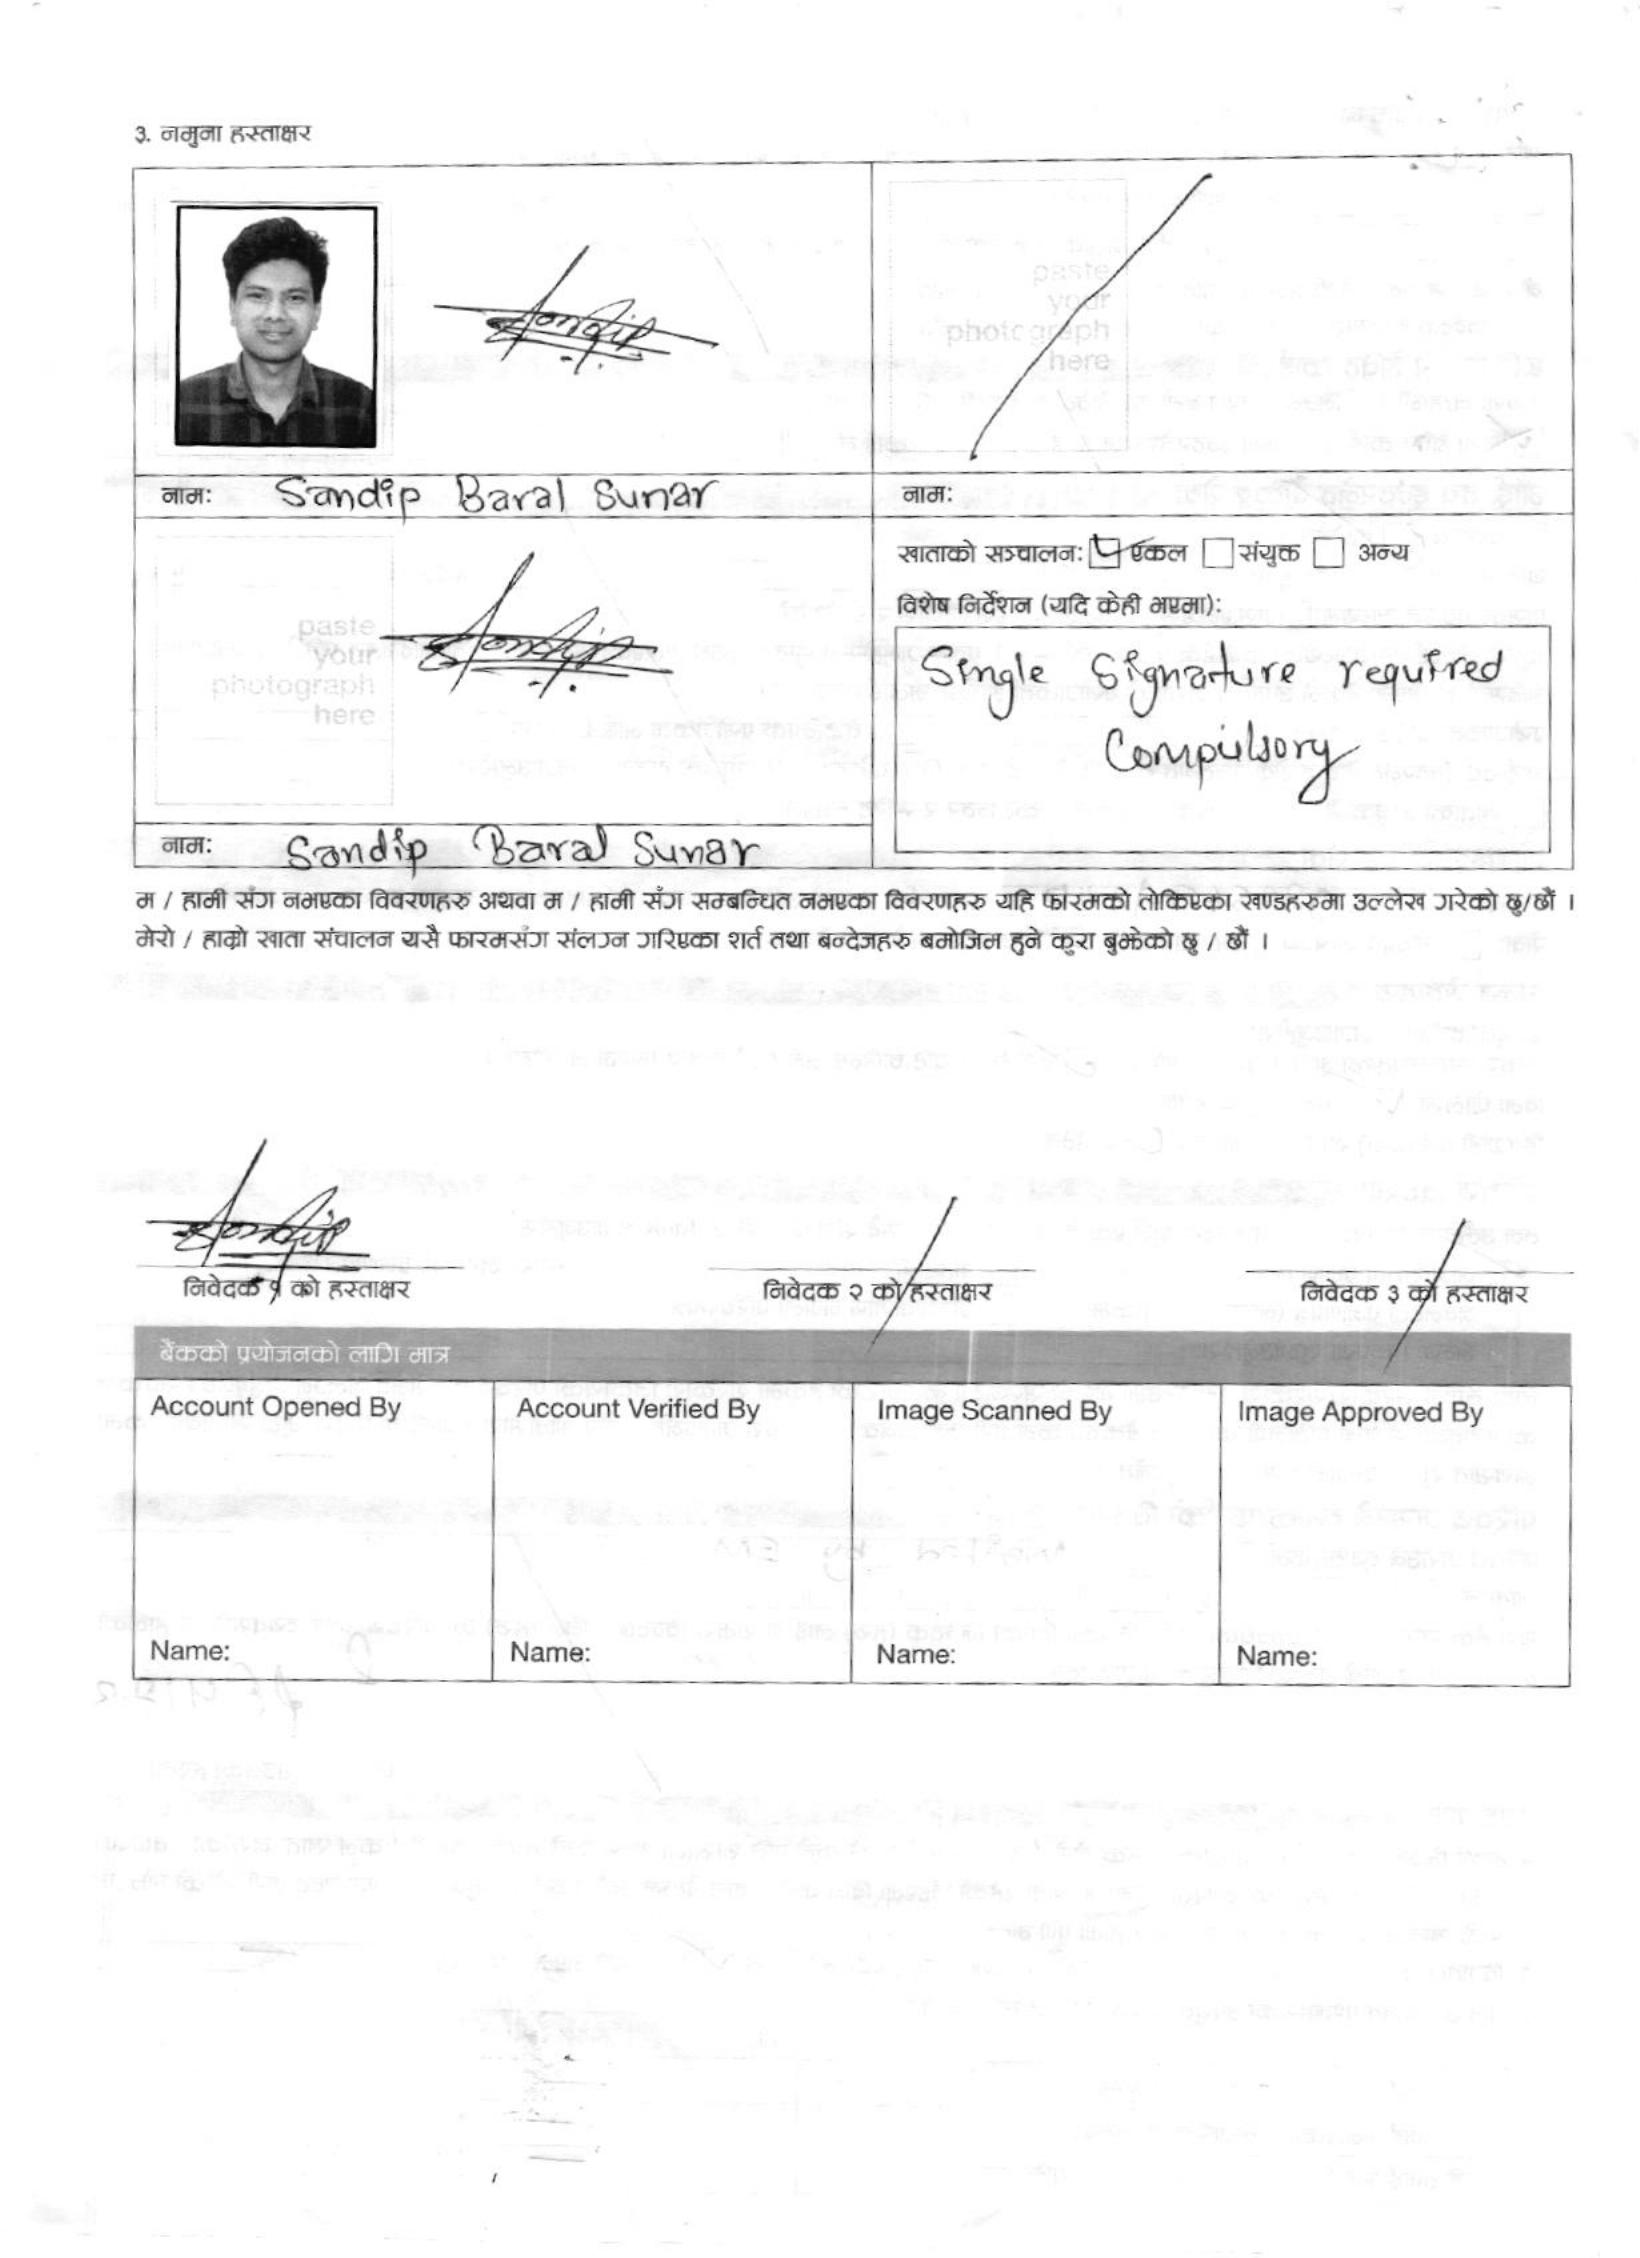 ३. नमुना हस्ताक्षर
Sandip
paste
your
photograph
here
नाम: Sandip Baral Sunar
नाम:
paste
your
photograph
here
Sandip
नाम: Sandip Baral Sunar
खाताको सञ्चालन: एकल संयुक्त अन्य
विशेष निर्देशन (यदि केही भएमा):
Single Signature required
Compulsory
म / हामी सँग नभएका विवरणहरु अथवा म / हामी सँग सम्बन्धित नभएका विवरणहरु यहि फारमको तोकिएका खण्डहरुमा उल्लेख गरेको छु/छौं ।
मेरो / हाम्रो खाता संचालन यसै फारमसँग संलग्न गरिएका शर्त तथा बन्देजहरु बमोजिम हुने कुरा बुझेको छु / छौं ।
Sandip
निवेदक १ को हस्ताक्षर निवेदक २ को हस्ताक्षर निवेदक ३ को हस्ताक्षर
बैंकको प्रयोजनको लागि मात्र
Account Opened By Account Verified By Image Scanned By Image Approved By
Name: Name: Name: Name: